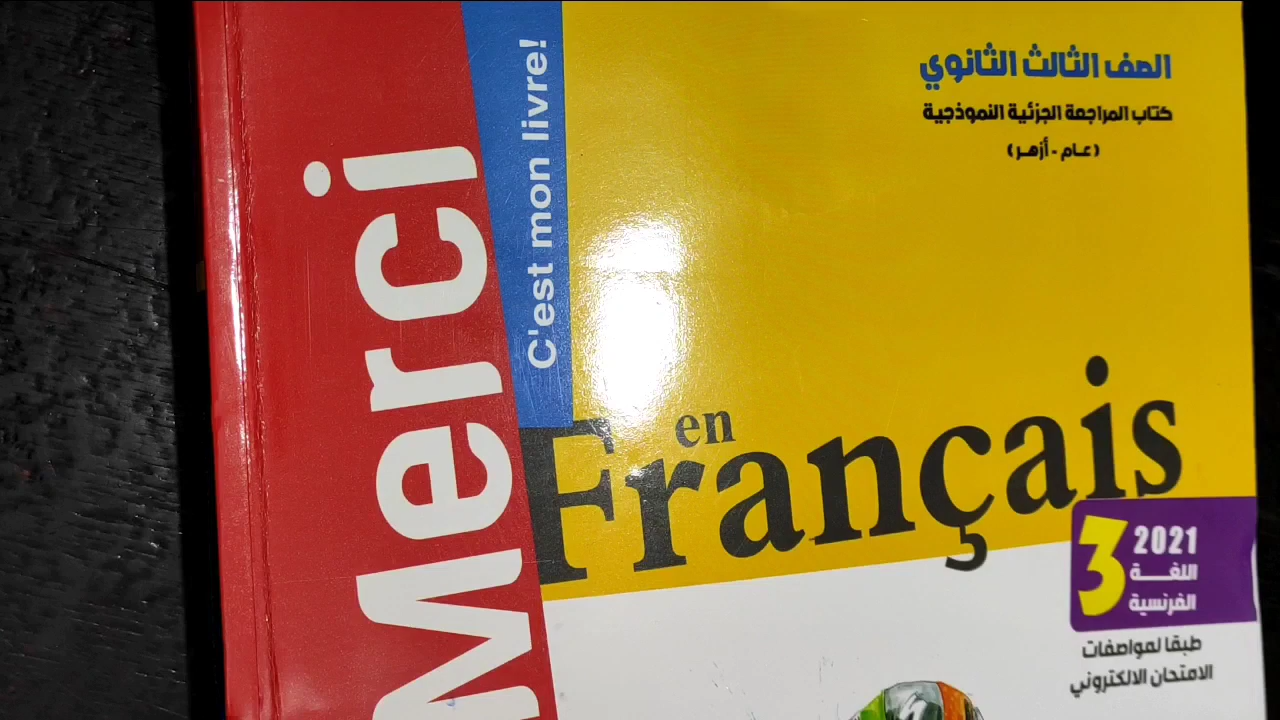 الصف الثالث الثانوي
كتاب المراجعة الجزئية النموذجية
(عام - أزهر)
Merci
C'est mon livre!
en
Français
3
2021
اللغة
الفرنسية
طبقا لمواصفات
الامتحان الالكتروني